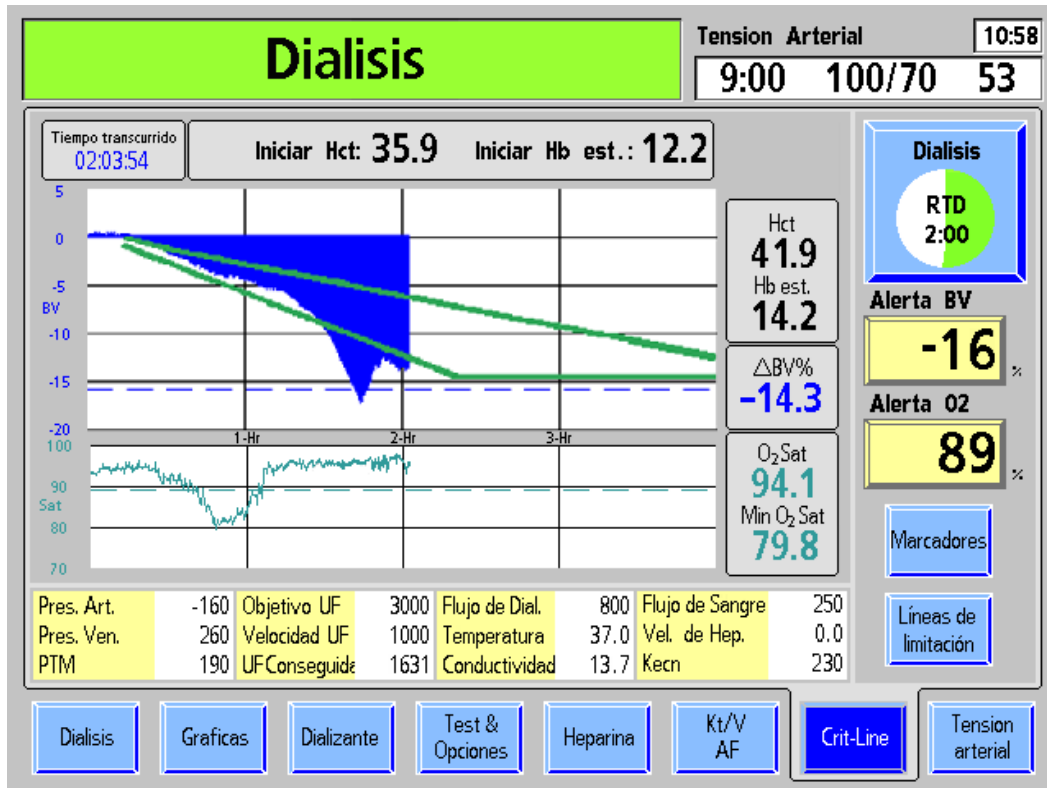 Dialisis
Tension Arterial
10:58
9:00 100/70 53
Tiempo transcurrido
02:03:54
Iniciar Hct: 35.9 Iniciar Hb est.: 12.2
5
0
-5
BV
-10
-15
-20
1-Hr 2-Hr 3-Hr
100
90
Sat
80
70
Hct
41.9
Hb est.
14.2
△BV%
-14.3
O₂Sat
94.1
Min O₂ Sat
79.8
Dialisis
RTD
2:00
Alerta BV
-16 %
Alerta O2
89 %
Marcadores
Líneas de
limitación
Pres. Art. -160 Objetivo UF 3000 Flujo de Dial. 800 Flujo de Sangre 250
Pres. Ven. 260 Velocidad UF 1000 Temperatura 37.0 Vel. de Hep. 0.0
PTM 190 UFConseguida 1631 Conductividad 13.7 Kecn 230
Dialisis
Graficas
Dializante
Test &
Opciones
Heparina
Kt/V
AF
Crit-Line
Tension
arterial